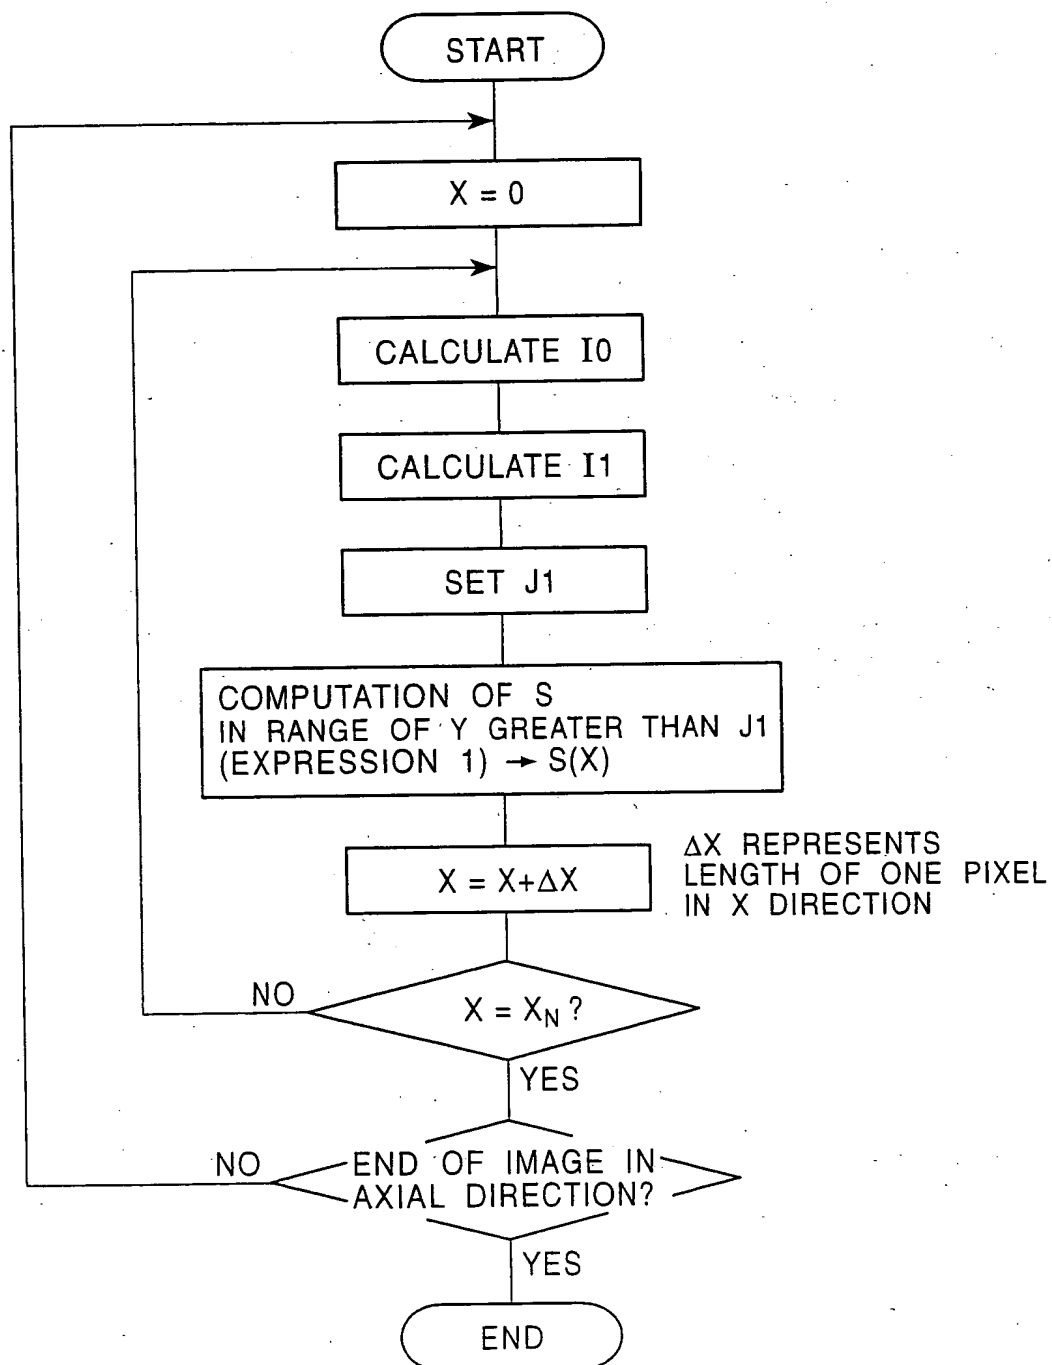 START
X = 0
CALCULATE I0
CALCULATE I1
SET J1
COMPUTATION OF S
IN RANGE OF Y GREATER THAN J1
(EXPRESSION 1) → S(X)
X = X+ΔX
ΔX REPRESENTS
LENGTH OF ONE PIXEL
IN X DIRECTION
NO
X = X_N ?
YES
NO
END OF IMAGE IN
AXIAL DIRECTION?
YES
END